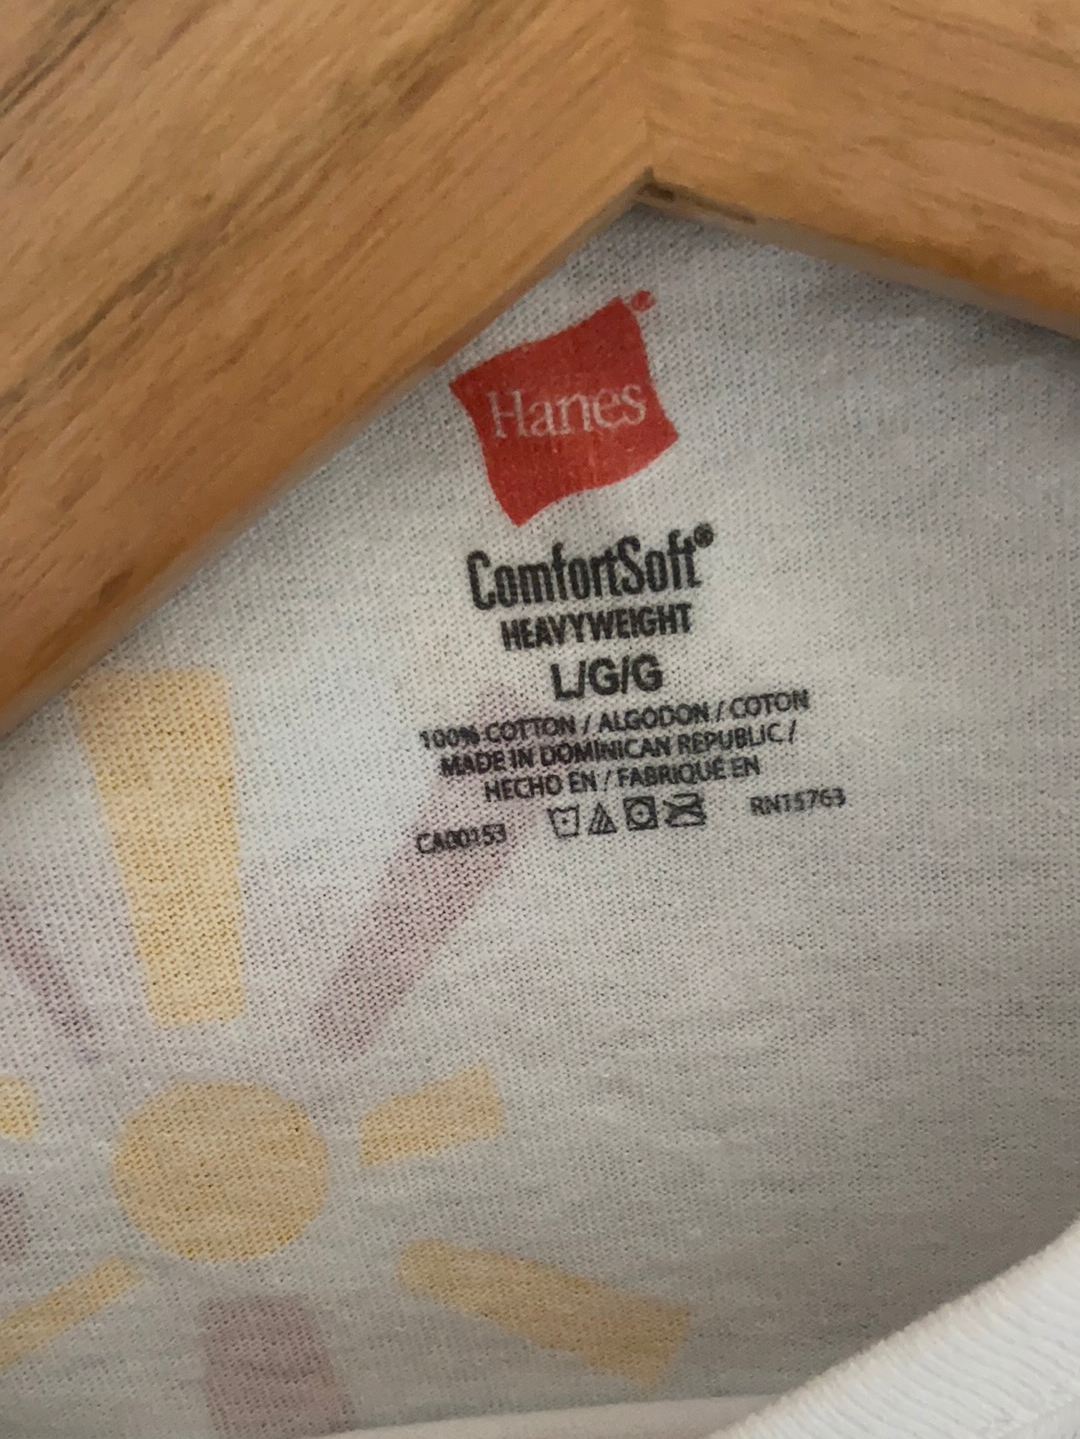 Hanes
ComfortSoft®
HEAVYWEIGHT
L/G/G
100% COTTON / ALGODON / COTON
MADE IN DOMINICAN REPUBLIC /
HECHO EN / FABRIQUÉ EN
CA00153 RN15763